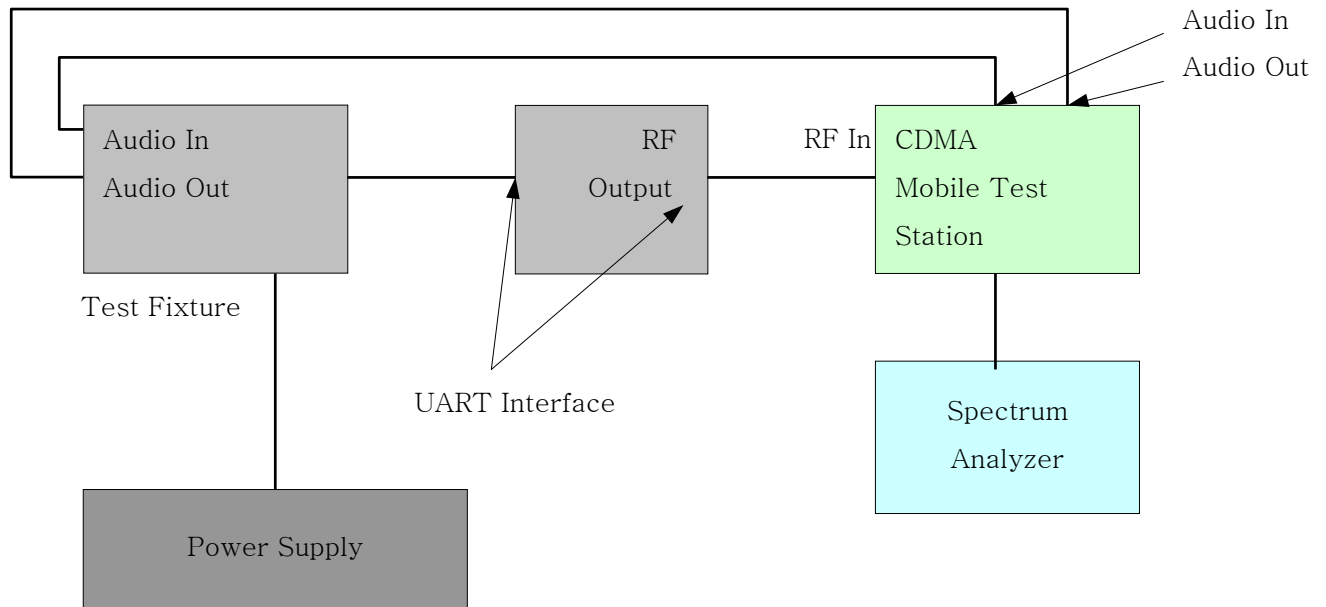 Audio In
Audio Out
Audio In
Audio Out
RF
Output
RF In
CDMA
Mobile Test
Station
Test Fixture
UART Interface
Spectrum
Analyzer
Power Supply